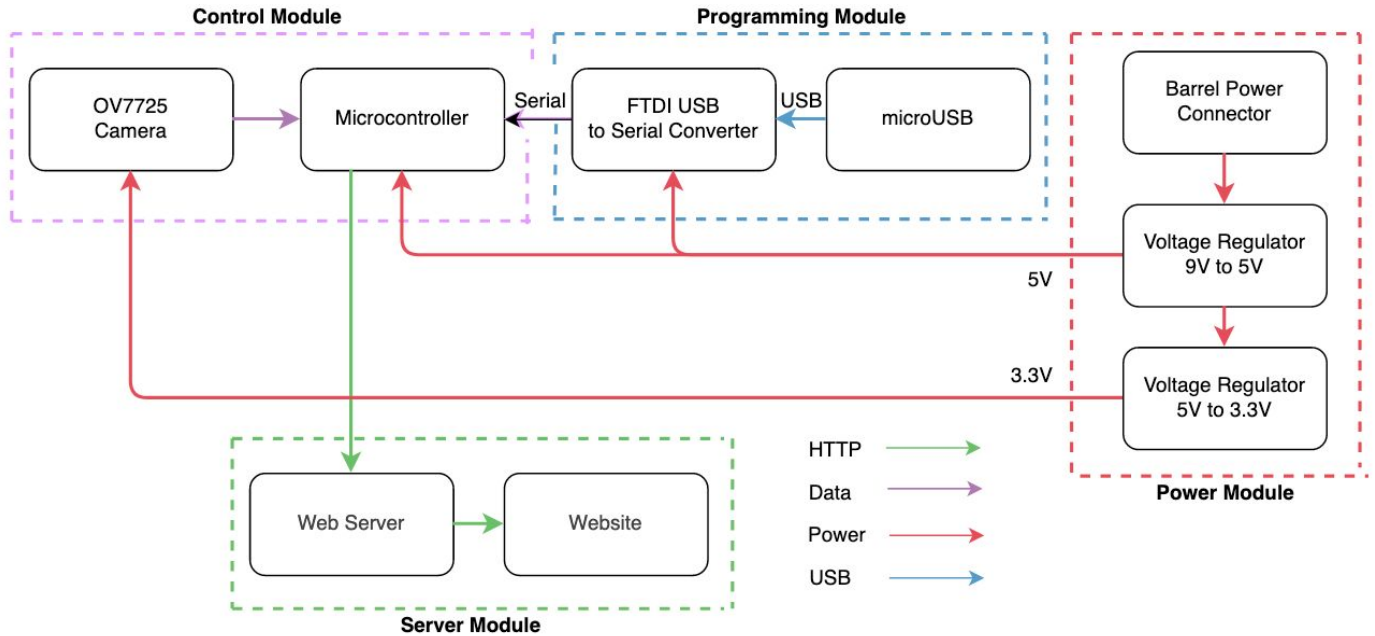 Control Module
OV7725
Camera
Microcontroller
Serial
Programming Module
FTDI USB
to Serial Converter
USB
microUSB
Barrel Power
Connector
Voltage Regulator
9V to 5V
5V
Voltage Regulator
5V to 3.3V
3.3V
Power Module
Web Server
Website
Server Module
HTTP
Data
Power
USB